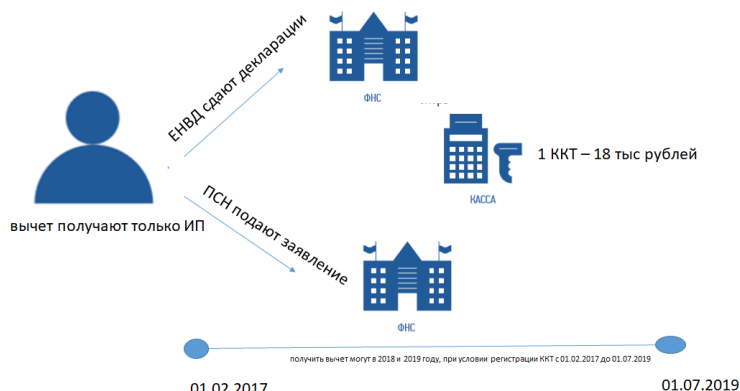 ЕНВД сдают декларации
ФНС
1 ККТ – 18 тыс рублей
КАССА
вычет получают только ИП
ПСН подают заявление
ФНС
получить вычет могут в 2018 и 2019 году, при условии регистрации ККТ с 01.02.2017 до 01.07.2019
01.02.2017
01.07.2019